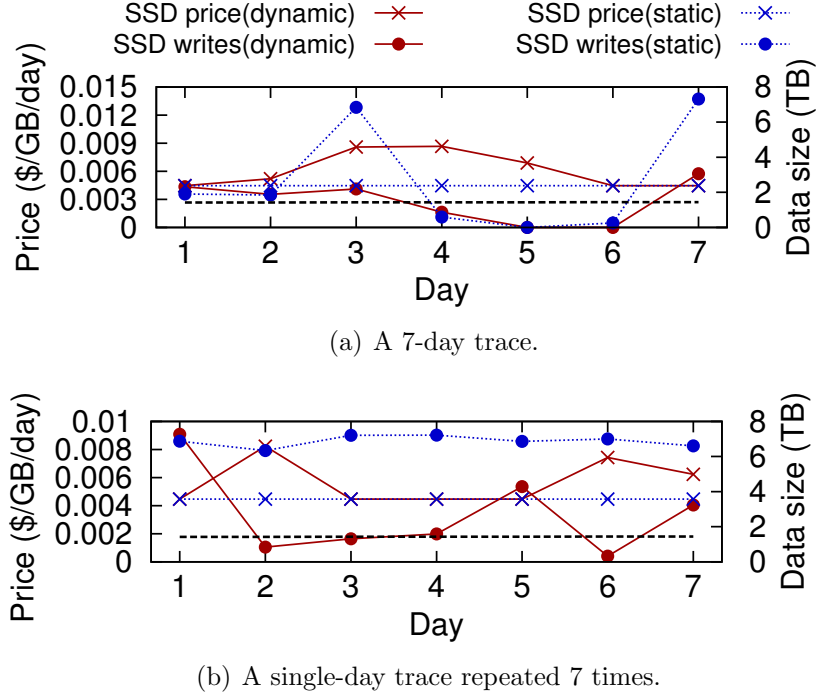 SSD price(dynamic) SSD price(static)
SSD writes(dynamic) SSD writes(static)
0.015 8
0.012 6
0.009 4
0.006 2
0.003 0
0
1 2 3 4 5 6 7
Price ($/GB/day)
Data size (TB)
Day
(a) A 7-day trace.
0.01 8
0.008 6
0.006 4
0.004 2
0.002 0
0
1 2 3 4 5 6 7
Price ($/GB/day)
Data size (TB)
Day
(b) A single-day trace repeated 7 times.